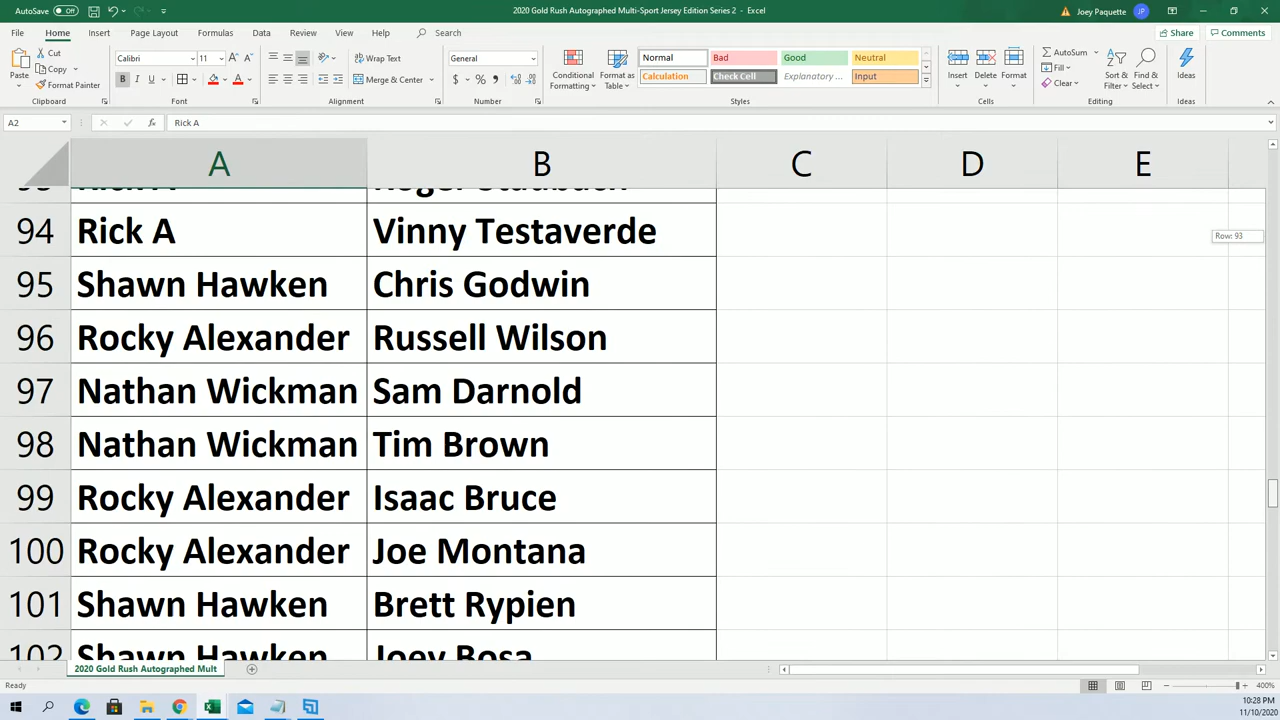 AutoSave Off 2020 Gold Rush Autographed Multi-Sport Jersey Edition Series 2 - Excel Joey Paquette JP
File Home Insert Page Layout Formulas Data Review View Help Search Share Comments
Paste Cut Copy Format Painter Clipboard
Calibri 11 B I U Font
Wrap Text Merge & Center Alignment
General $ % Number
Conditional Formatting Format as Table
Normal Bad Good Neutral
Calculation Check Cell Explanatory ... Input
Styles
Insert Delete Format Cells
AutoSum Fill Clear Sort & Filter Find & Select Editing
Ideas Ideas
A2 fx Rick A
A B C D E
94 Rick A Vinny Testaverde
Row: 93
95 Shawn Hawken Chris Godwin
96 Rocky Alexander Russell Wilson
97 Nathan Wickman Sam Darnold
98 Nathan Wickman Tim Brown
99 Rocky Alexander Isaac Bruce
100 Rocky Alexander Joe Montana
101 Shawn Hawken Brett Rypien
102 Shawn Hawken Joey Bosa
2020 Gold Rush Autographed Mult
Ready 400%
10:28 PM
11/10/2020